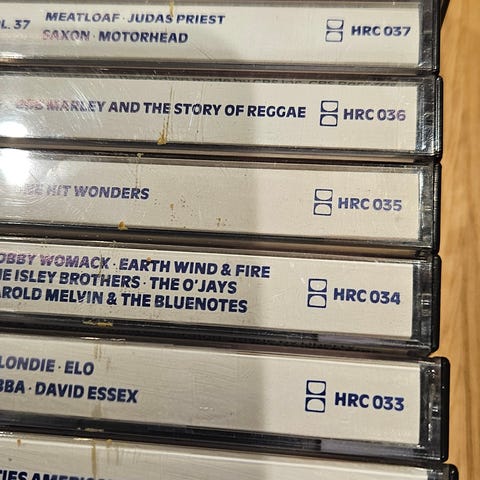 L. 37 MEATLOAF · JUDAS PRIEST
SAXON · MOTORHEAD
HRC 037
MARLEY AND THE STORY OF REGGAE
HRC 036
HIT WONDERS
HRC 035
OBBY WOMACK · EARTH WIND & FIRE
HE ISLEY BROTHERS · THE O'JAYS
AROLD MELVIN & THE BLUENOTES
HRC 034
LONDIE · ELO
BBA · DAVID ESSEX
HRC 033